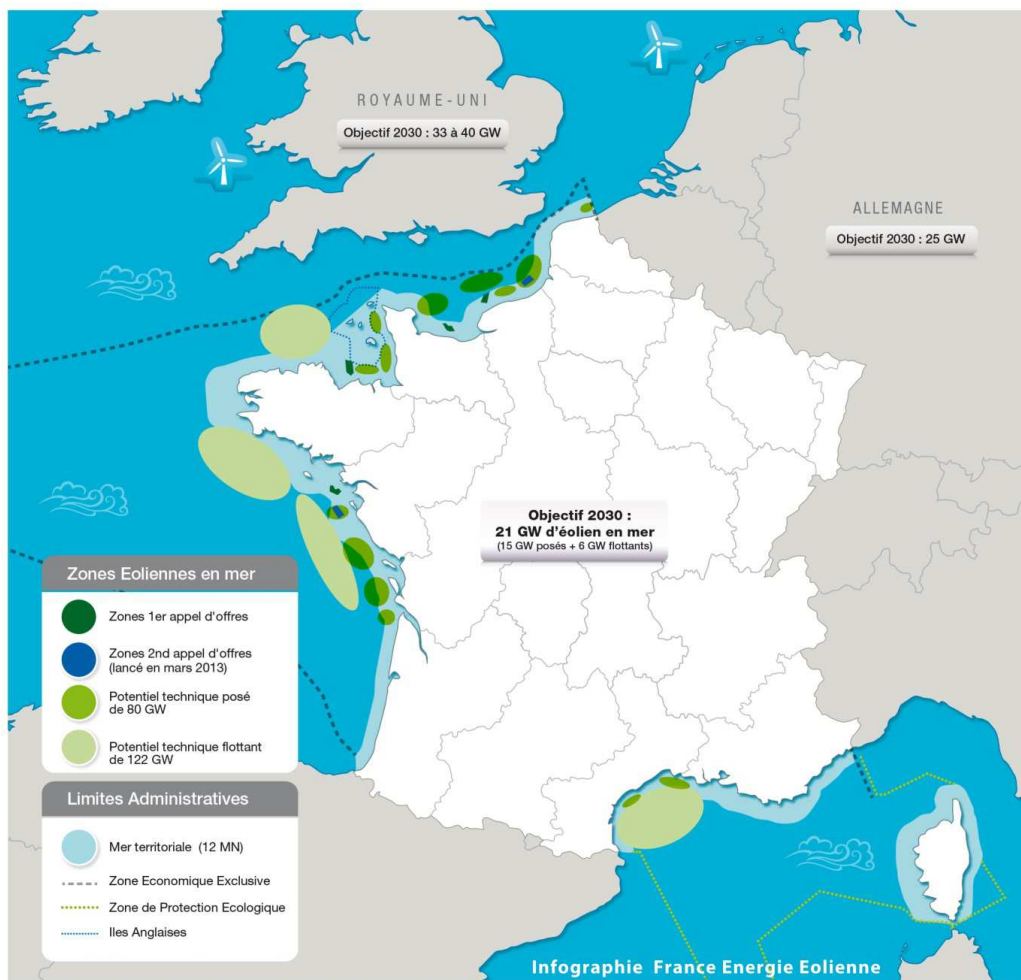 ROYAUME-UNI
Objectif 2030 : 33 à 40 GW
ALLEMAGNE
Objectif 2030 : 25 GW
Objectif 2030 :
21 GW d'éolien en mer
(15 GW posés + 6 GW flottants)
Zones Eoliennes en mer
Zones 1er appel d'offres
Zones 2nd appel d'offres
(lancé en mars 2013)
Potentiel technique posé
de 80 GW
Potentiel technique flottant
de 122 GW
Limites Administratives
Mer territoriale (12 MN)
Zone Economique Exclusive
Zone de Protection Ecologique
Iles Anglaises
Infographie France Energie Eolienne